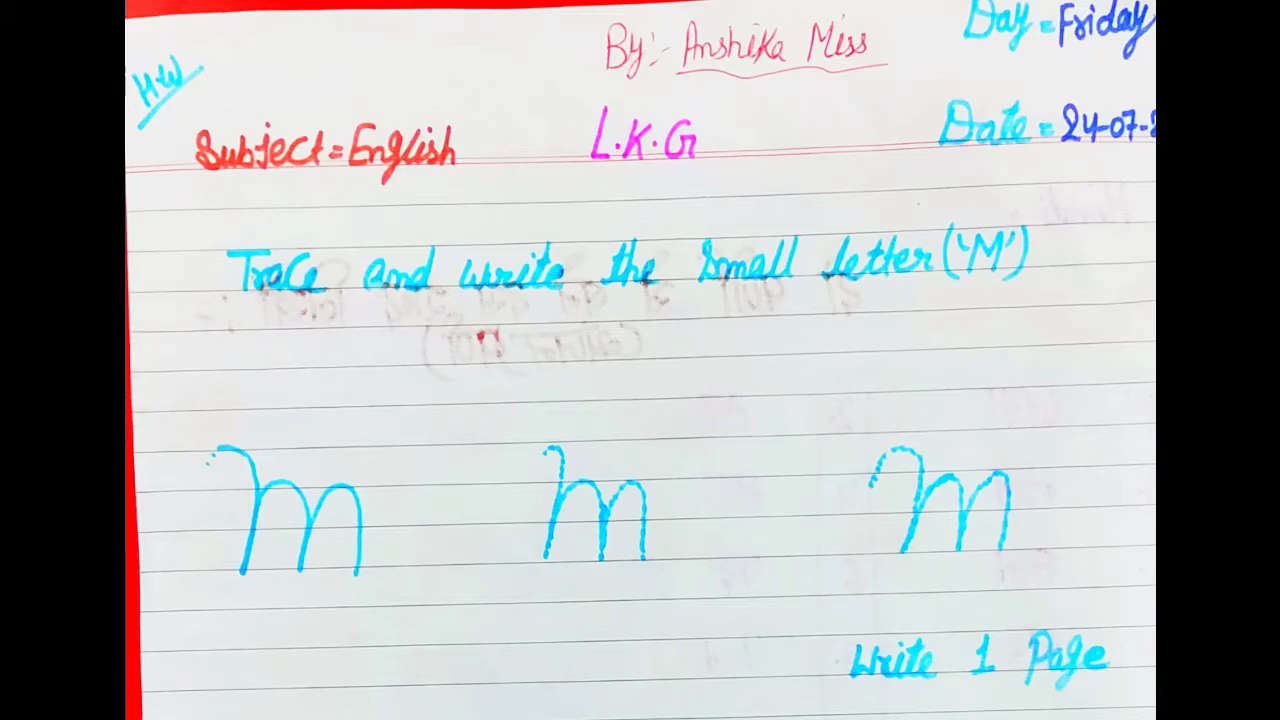 H.W
By:- Anshika Miss
Day = Friday
Subject = English
L.K.G
Date = 24-07-
Trace and write the small letter ('M')
m m m
Write 1 Page